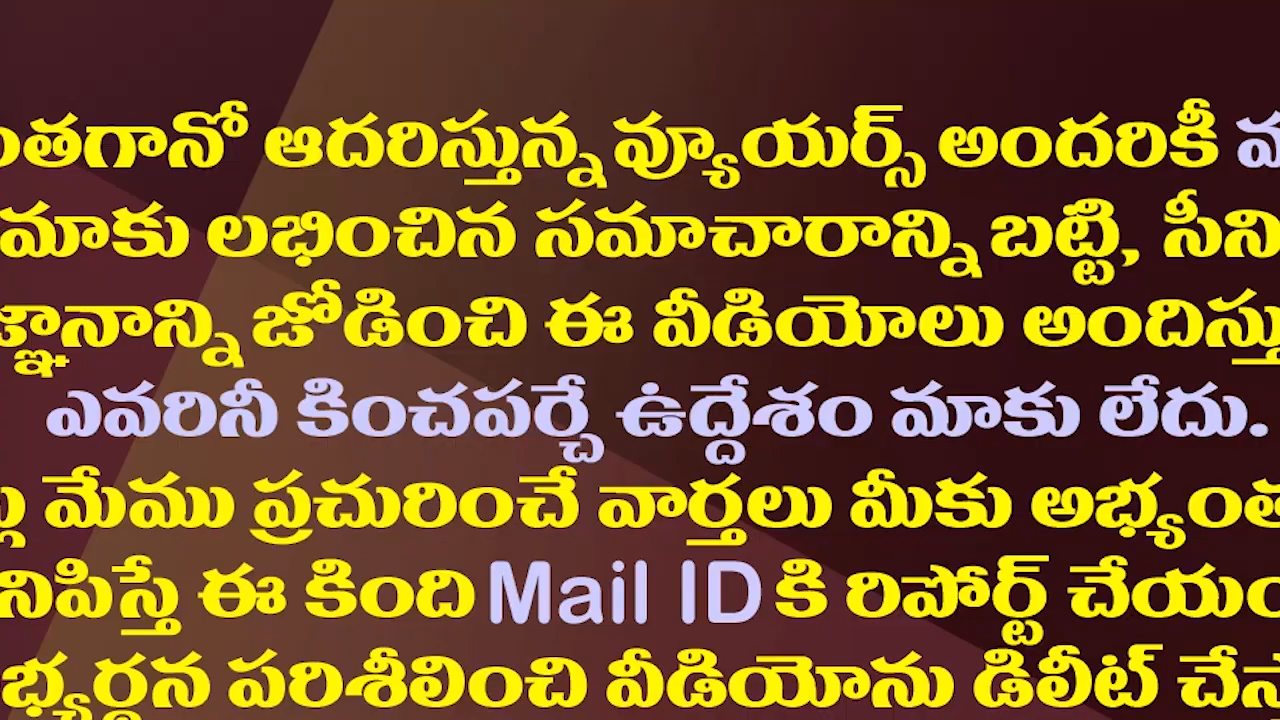 ఆదరిస్తున్న వ్యూయర్స్ అందరికీ
మాకు లభించిన సమాచారాన్ని బట్టి,
జోడించి ఈ వీడియోలు
ఎవరినీ కించపర్చే ఉద్దేశం మాకు లేదు.
మేము ప్రచురించే వార్తలు మీకు
ఈ కింది Mail ID కి రిపోర్ట్
పరిశీలించి వీడియోను డిలీట్